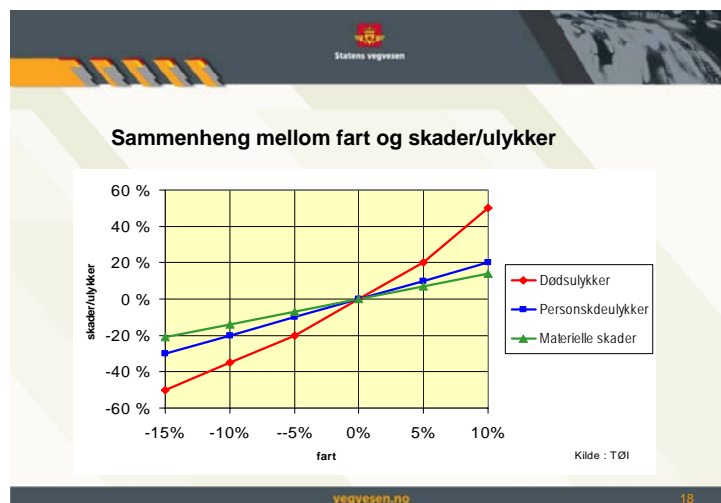 Statens vegvesen
Sammenheng mellom fart og skader/ulykker
60 %
40 %
20 %
0 %
-20 %
-40 %
-60 %
skader/ulykker
-15% -10% --5% 0% 5% 10%
fart
Dødsulykker
Personskdeulykker
Materielle skader
Kilde : TØI
vegvesen.no
18